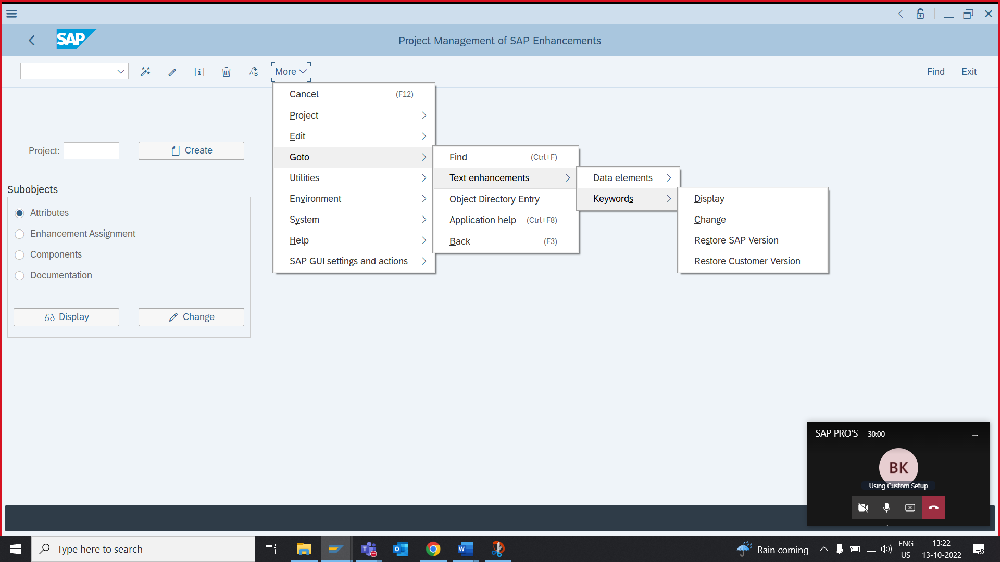 SAP
Project Management of SAP Enhancements
More
Find
Exit
Cancel (F12)
Project
Edit
Goto
Utilities
Environment
System
Help
SAP GUI settings and actions
Find (Ctrl+F)
Text enhancements
Object Directory Entry
Application help (Ctrl+F8)
Back (F3)
Data elements
Keywords
Display
Change
Restore SAP Version
Restore Customer Version
Project:
Create
Subobjects
Attributes
Enhancement Assignment
Components
Documentation
Display
Change
SAP PRO'S 30:00
BK
Using Custom Setup
Type here to search
Rain coming
ENG
US
13:22
13-10-2022